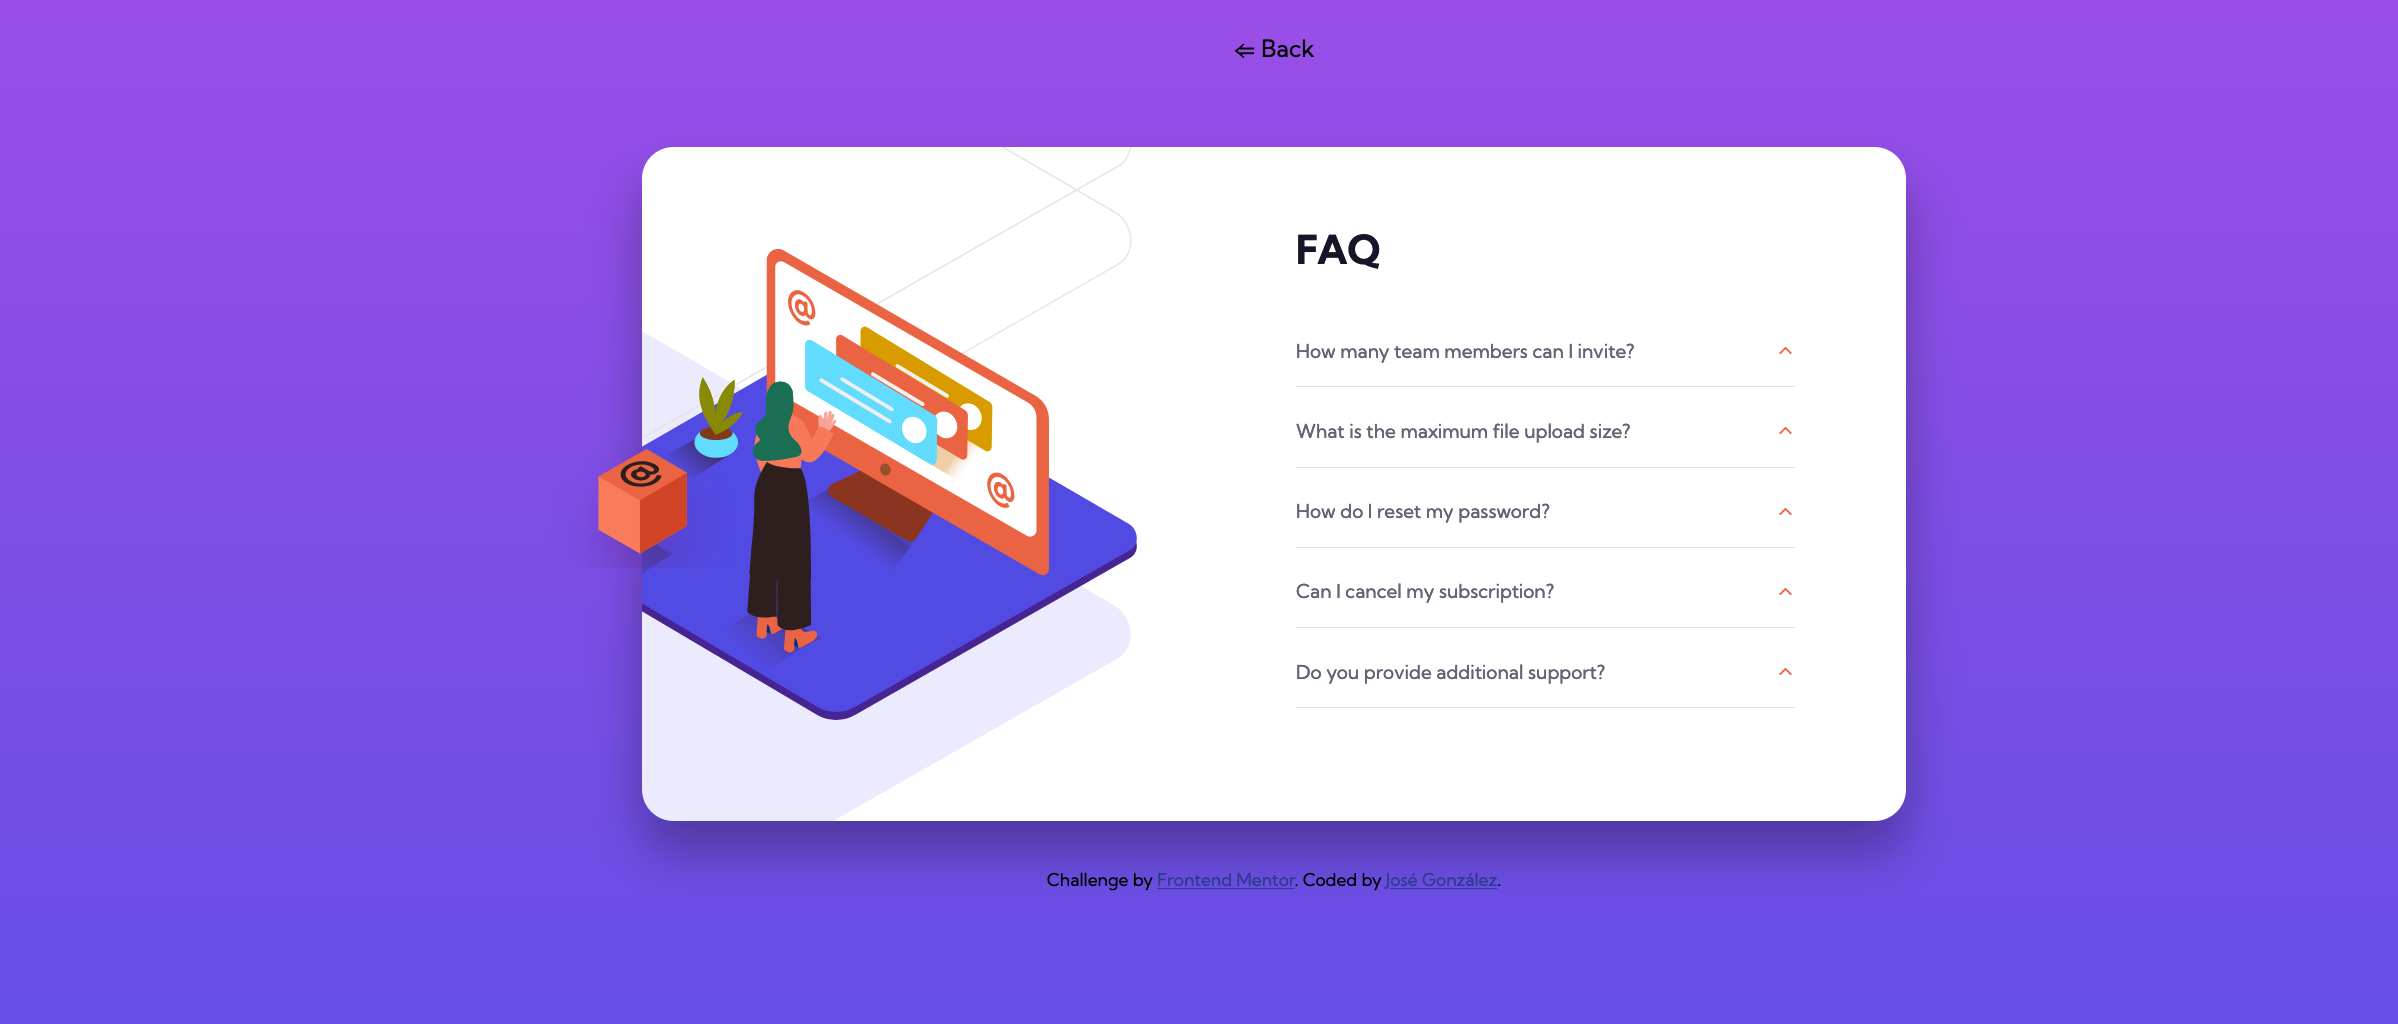 ⇐ Back
@
@
@
FAQ
How many team members can I invite?
What is the maximum file upload size?
How do I reset my password?
Can I cancel my subscription?
Do you provide additional support?
Challenge by Frontend Mentor. Coded by José González.